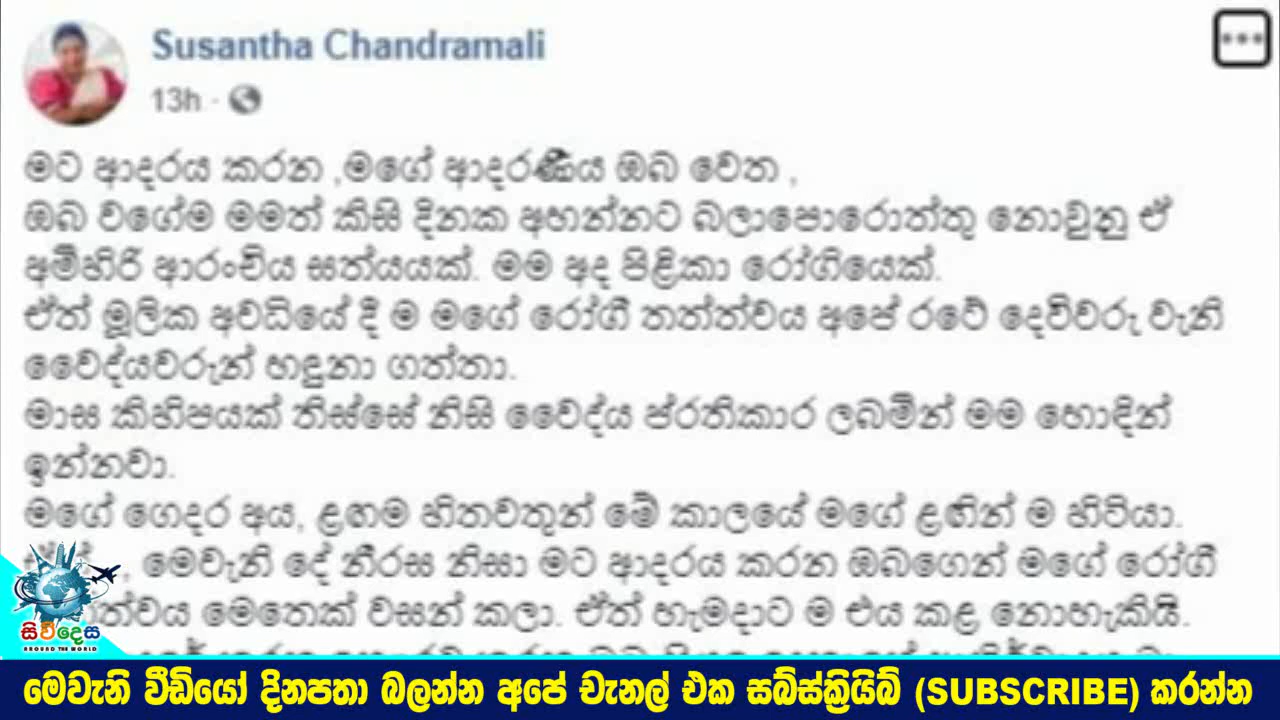 Susantha Chandramali
13h ·
මට ආදරය කරන ,මගේ ආදරණීය ඔබ වෙත ,
ඔබ වගේම මමත් කිසි දිනක අහන්නට බලාපොරොත්තු නොවුනු ඒ
අමිහිරි ආරංචිය සත්යයක්. මම අද පිළිකා රෝගියෙක්.
ඒත් මූලික අවධියේ දී ම මගේ රෝගී තත්ත්වය අපේ රටේ දෙවිවරු වැනි
වෛද්යවරුන් හඳුනා ගත්තා.
මාස කිහිපයක් තිස්සේ නිසි වෛද්ය ප්රතිකාර ලබමින් මම හොඳින්
ඉන්නවා.
මගේ ගෙදර අය, ළඟම හිතවතුන් මේ කාලයේ මගේ ළඟින් ම හිටියා.
, මෙවැනි දේ නීරස නිසා මට ආදරය කරන ඔබගෙන් මගේ රෝගී
මෙතෙක් වසන් කලා. ඒත් හැමදාට ම එය කළ නොහැකියි.
සිව්දෙස
AROUND THE WORLD
මෙවැනි වීඩියෝ දිනපතා බලන්න අපේ චැනල් එක සබ්ස්ක්‍රයිබ් (SUBSCRIBE) කරන්න